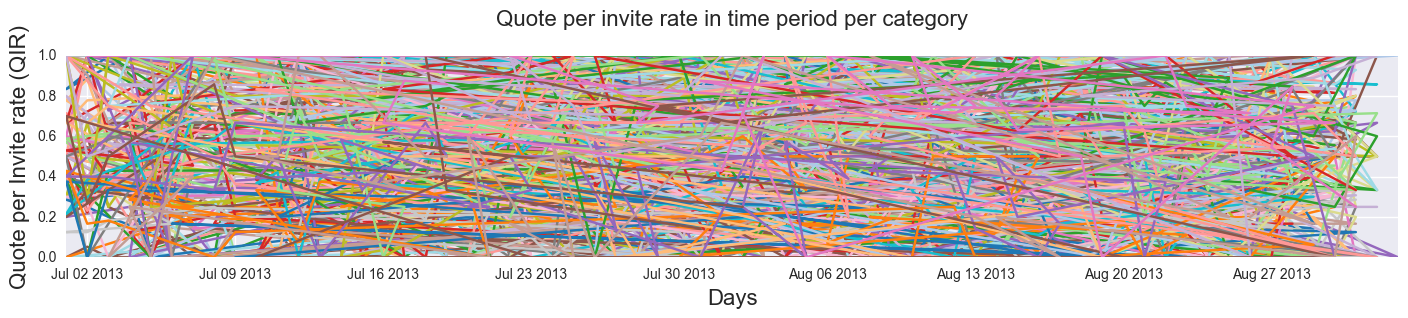 Quote per invite rate in time period per category
Quote per Invite rate (QIR)
1.0
0.8
0.6
0.4
0.2
0.0
Jul 02 2013 Jul 09 2013 Jul 16 2013 Jul 23 2013 Jul 30 2013 Aug 06 2013 Aug 13 2013 Aug 20 2013 Aug 27 2013
Days